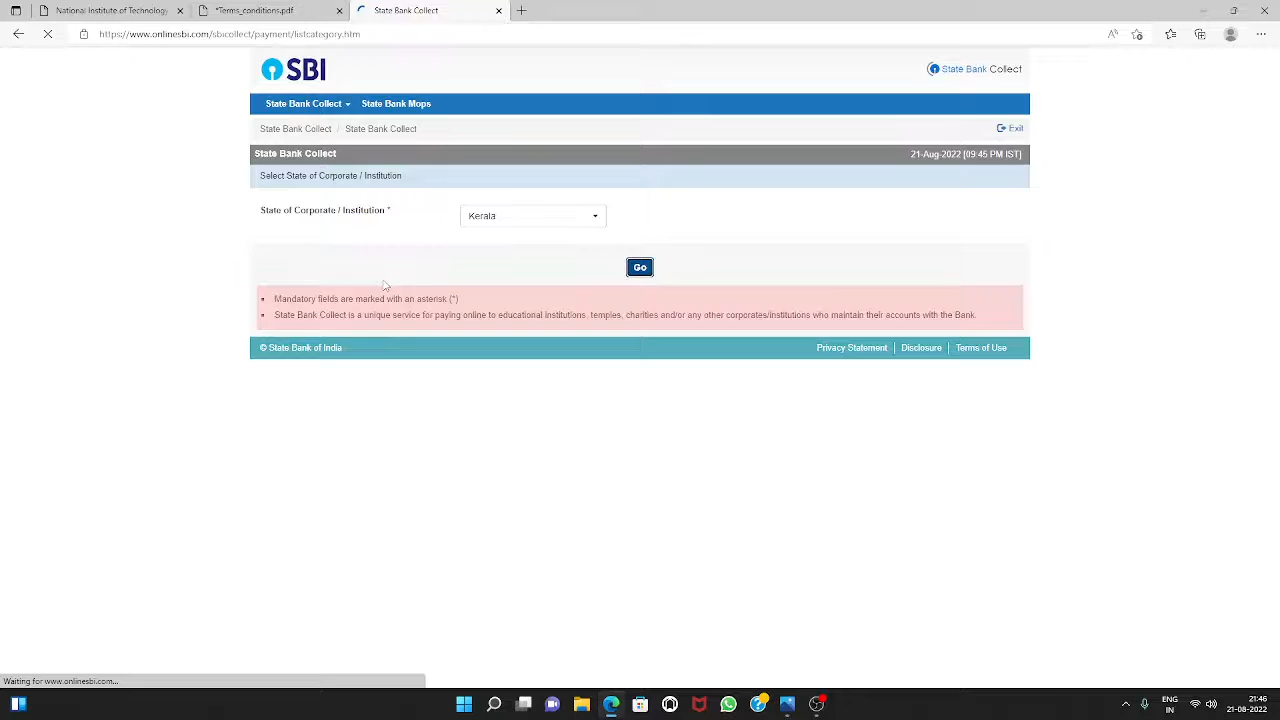 National Institute of Technology
*Terms_conditions.pdf
State Bank Collect
https://www.onlinesbi.com/sbicollect/payment/listcategory.htm
SBI
State Bank Collect
State Bank Collect
State Bank Mops
State Bank Collect / State Bank Collect
Exit
State Bank Collect
21-Aug-2022 [09:45 PM IST]
Select State of Corporate / Institution
State of Corporate / Institution *
Kerala
Go
Mandatory fields are marked with an asterisk (*)
State Bank Collect is a unique service for paying online to educational institutions, temples, charities and/or any other corporates/institutions who maintain their accounts with the Bank.
© State Bank of India
Privacy Statement
Disclosure
Terms of Use
Waiting for www.onlinesbi.com...
ENG
IN
21:46
21-08-2022